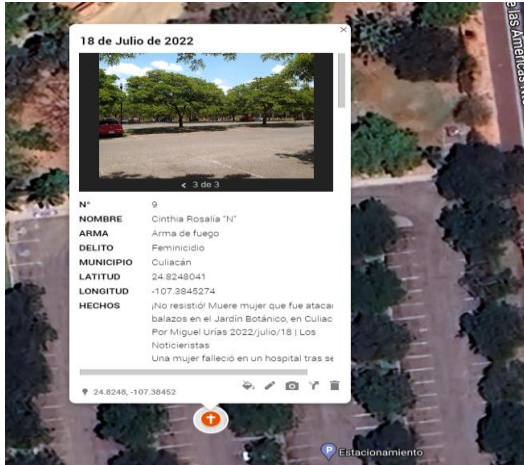 18 de Julio de 2022
3 de 3
N° 9
NOMBRE Cinthia Rosalía "N"
ARMA Arma de fuego
DELITO Feminicidio
MUNICIPIO Culiacán
LATITUD 24.8248041
LONGITUD -107.3845274
HECHOS ¡No resistió! Muere mujer que fue atacar
balazos en el Jardín Botánico, en Culiac
Por Miguel Urías 2022/julio/18 | Los
Noticieristas
Una mujer falleció en un hospital tras se
24.8248, -107.38452
P Estacionamiento
e las Américas